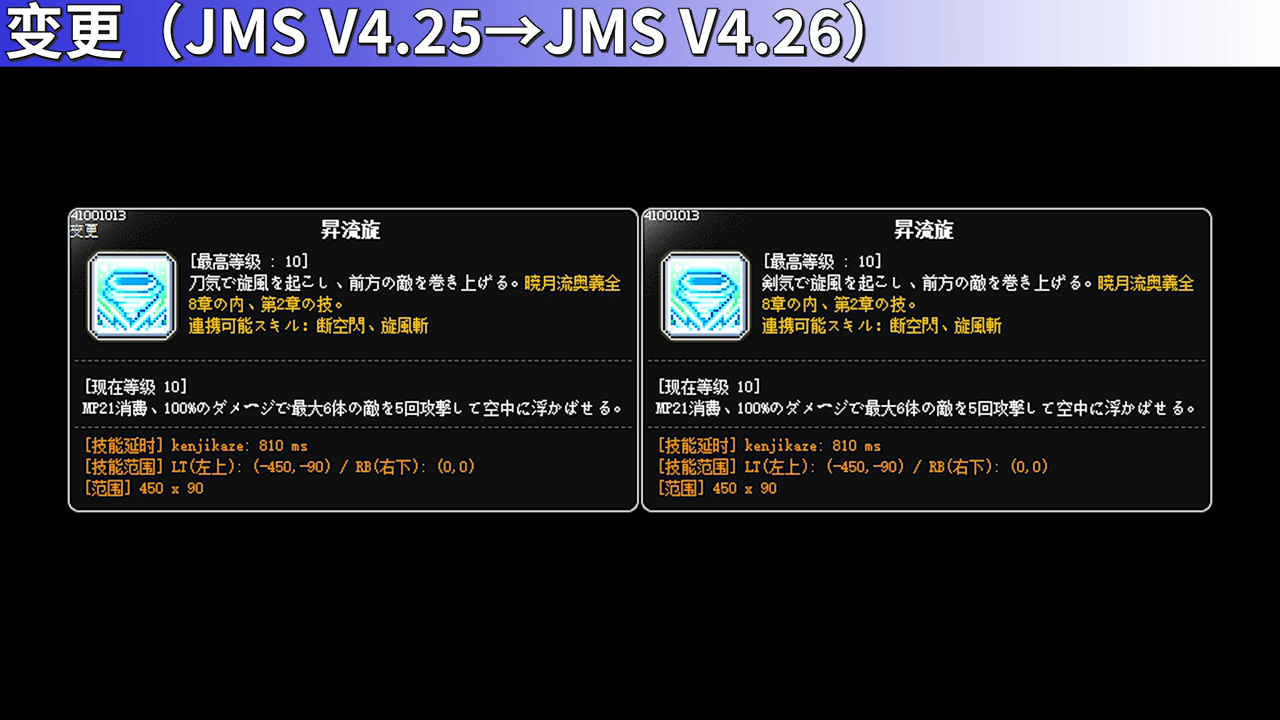 变更（JMS V4.25→JMS V4.26）
41001013
变更
昇流旋
[最高等级 : 10]
刀気で旋風を起こし、前方の敵を巻き上げる。暁月流奥義全
8章の内、第2章の技。
連携可能スキル: 断空閃、旋風斬
[现在等级 10]
MP21消費、100%のダメージで最大6体の敵を5回攻撃して空中に浮かばせる。
[技能延时] kenjikaze: 810 ms
[技能范围] LT(左上): (-450,-90) / RB(右下): (0,0)
[范围] 450 x 90
41001013
昇流旋
[最高等级 : 10]
剣気で旋風を起こし、前方の敵を巻き上げる。暁月流奥義全
8章の内、第2章の技。
連携可能スキル: 断空閃、旋風斬
[现在等级 10]
MP21消費、100%のダメージで最大6体の敵を5回攻撃して空中に浮かばせる。
[技能延时] kenjikaze: 810 ms
[技能范围] LT(左上): (-450,-90) / RB(右下): (0,0)
[范围] 450 x 90